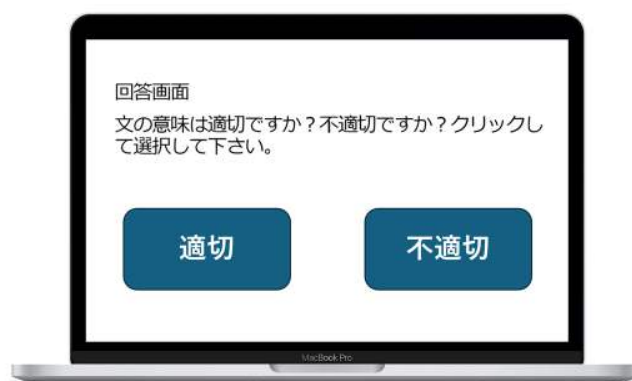 回答画面
文の意味は適切ですか？不適切ですか？クリックし
て選択して下さい。
適切
不適切
MacBook Pro